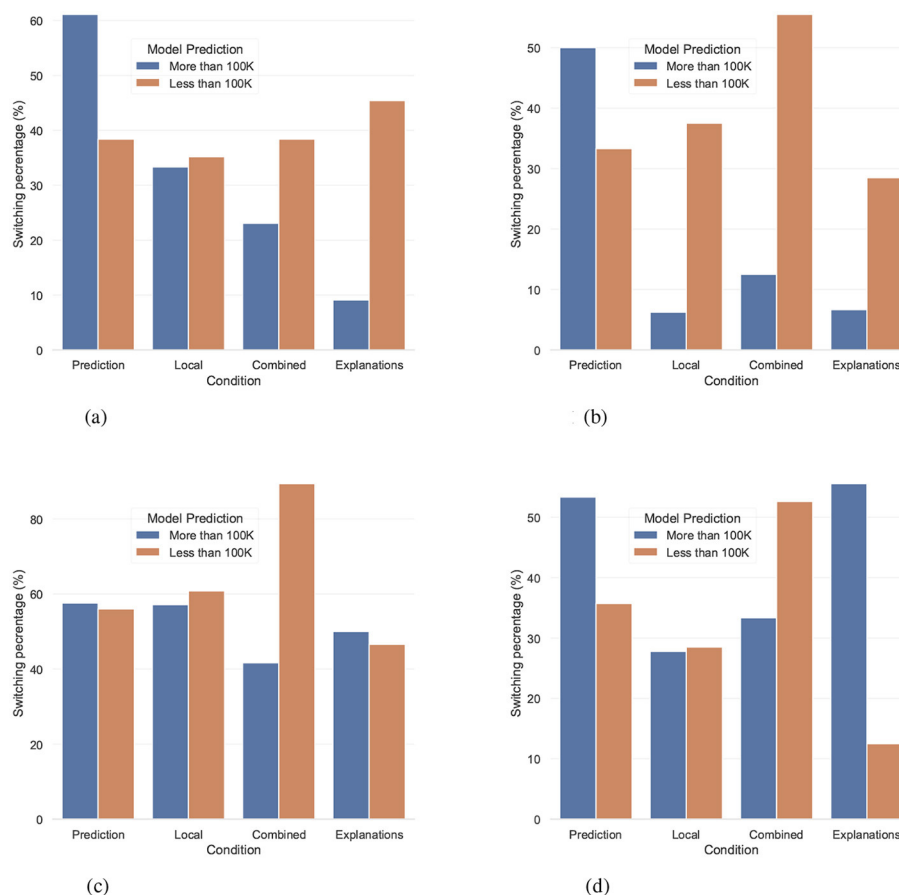 Switching pecrentage (%)
60
50
40
30
20
10
0
Model Prediction
More than 100K
Less than 100K
Prediction Local Combined Explanations
Condition
(a)
Switching pecrentage (%)
50
40
30
20
10
0
Model Prediction
More than 100K
Less than 100K
Prediction Local Combined Explanations
Condition
(b)
Switching pecrentage (%)
80
60
40
20
0
Model Prediction
More than 100K
Less than 100K
Prediction Local Combined Explanations
Condition
(c)
Switching pecrentage (%)
50
40
30
20
10
0
Model Prediction
More than 100K
Less than 100K
Prediction Local Combined Explanations
Condition
(d)